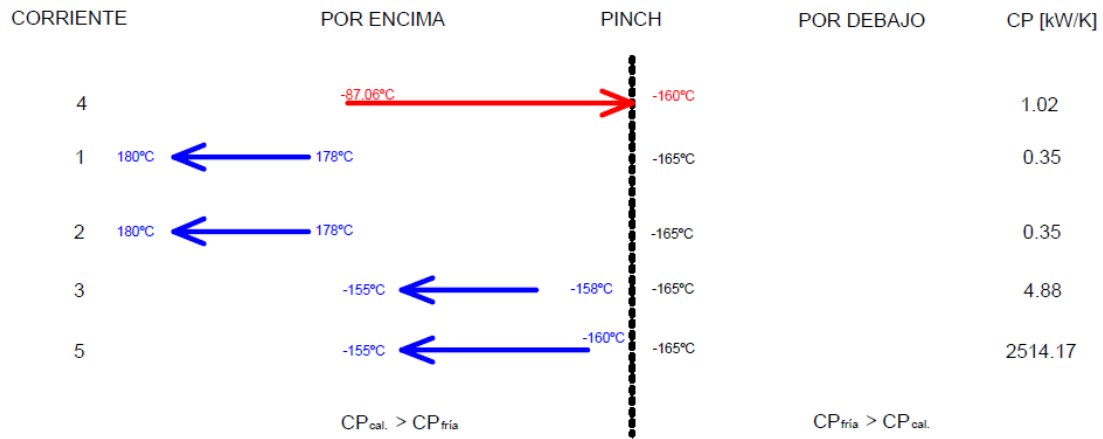 CORRIENTE POR ENCIMA PINCH POR DEBAJO CP [kW/K]
4 -87.06ºC -160ºC 1.02
1 180ºC 178ºC -165ºC 0.35
2 180ºC 178ºC -165ºC 0.35
3 -155ºC -158ºC -165ºC 4.88
5 -155ºC -160ºC -165ºC 2514.17
CPcal. > CPfría CPfría > CPcal.